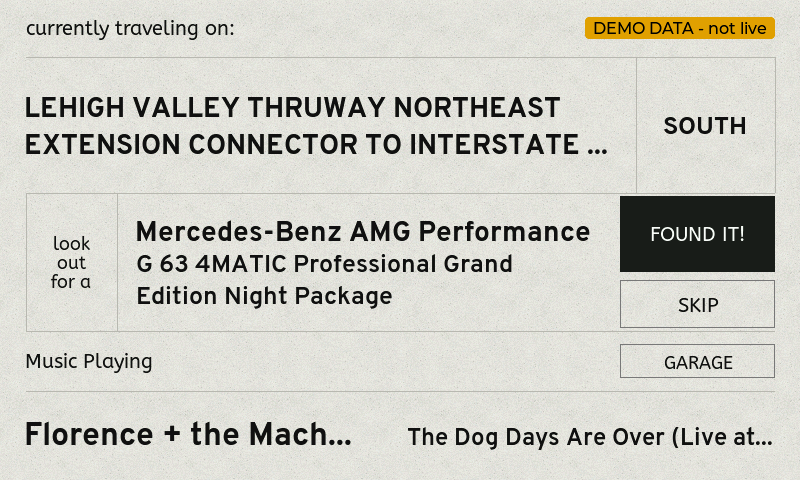 currently traveling on:
DEMO DATA - not live
LEHIGH VALLEY THRUWAY NORTHEAST
EXTENSION CONNECTOR TO INTERSTATE ...
SOUTH
look
out
for a
Mercedes-Benz AMG Performance
G 63 4MATIC Professional Grand
Edition Night Package
FOUND IT!
SKIP
Music Playing
GARAGE
Florence + the Mach...
The Dog Days Are Over (Live at...